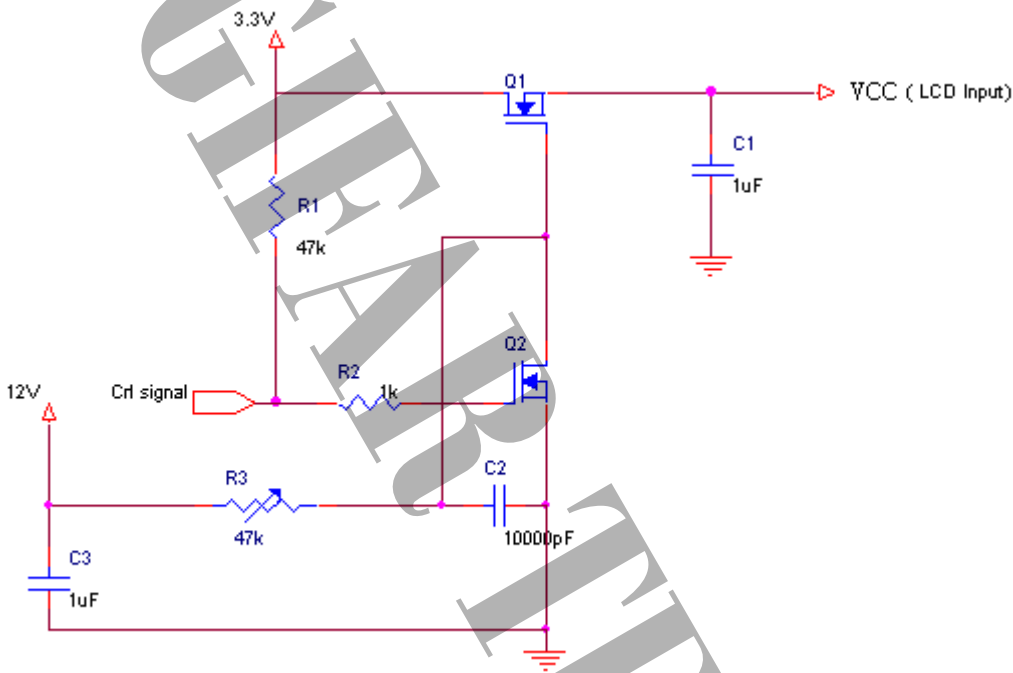 3.3V
Q1
VCC ( LCD Input)
C1
1uF
R1
47k
Q2
R2
1k
12V
Crl signal
C2
R3
47k
10000pF
C3
1uF